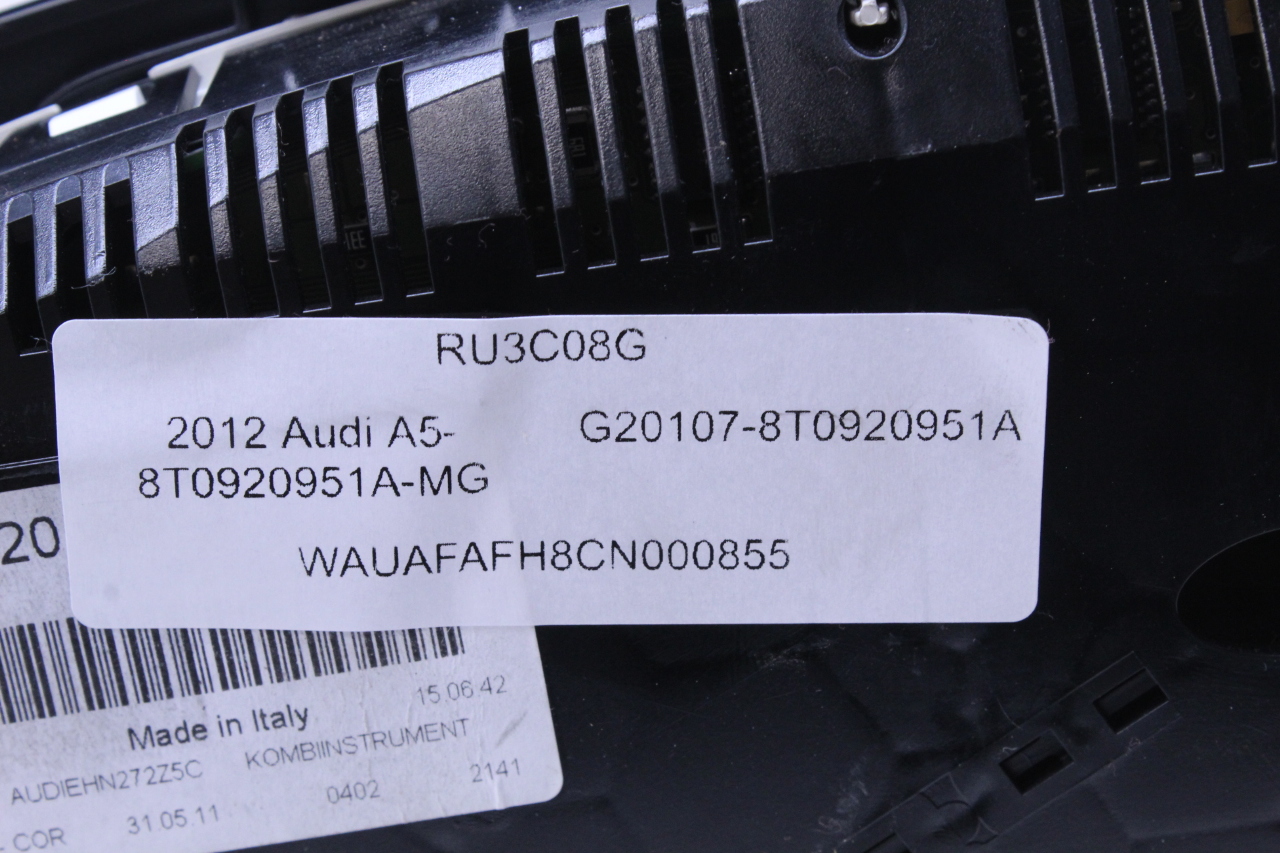 RU3C08G
2012 Audi A5-
8T0920951A-MG
G20107-8T0920951A
WAUAFAFH8CN000855
20
Made in Italy
15.06.42
AUDIEHN272Z5C
KOMBIINSTRUMENT
COR
31.05.11
0402
2141